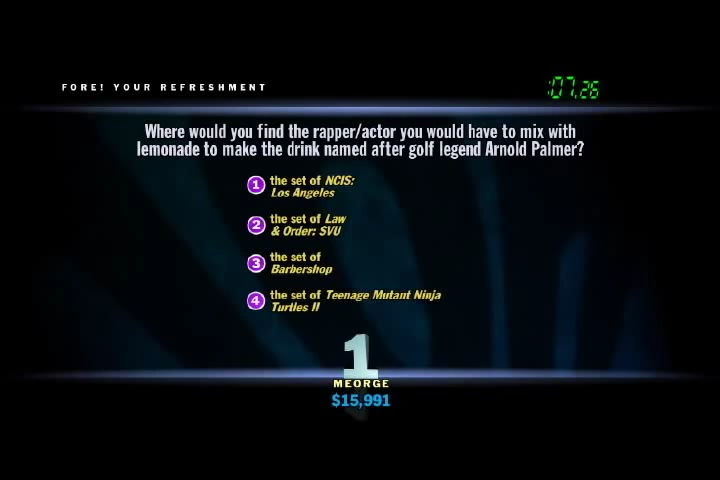 FORE! YOUR REFRESHMENT
:07.26
Where would you find the rapper/actor you would have to mix with
lemonade to make the drink named after golf legend Arnold Palmer?
1 the set of NCIS:
Los Angeles
2 the set of Law
& Order: SVU
3 the set of
Barbershop
4 the set of Teenage Mutant Ninja
Turtles II
1
MEORGE
$15,991